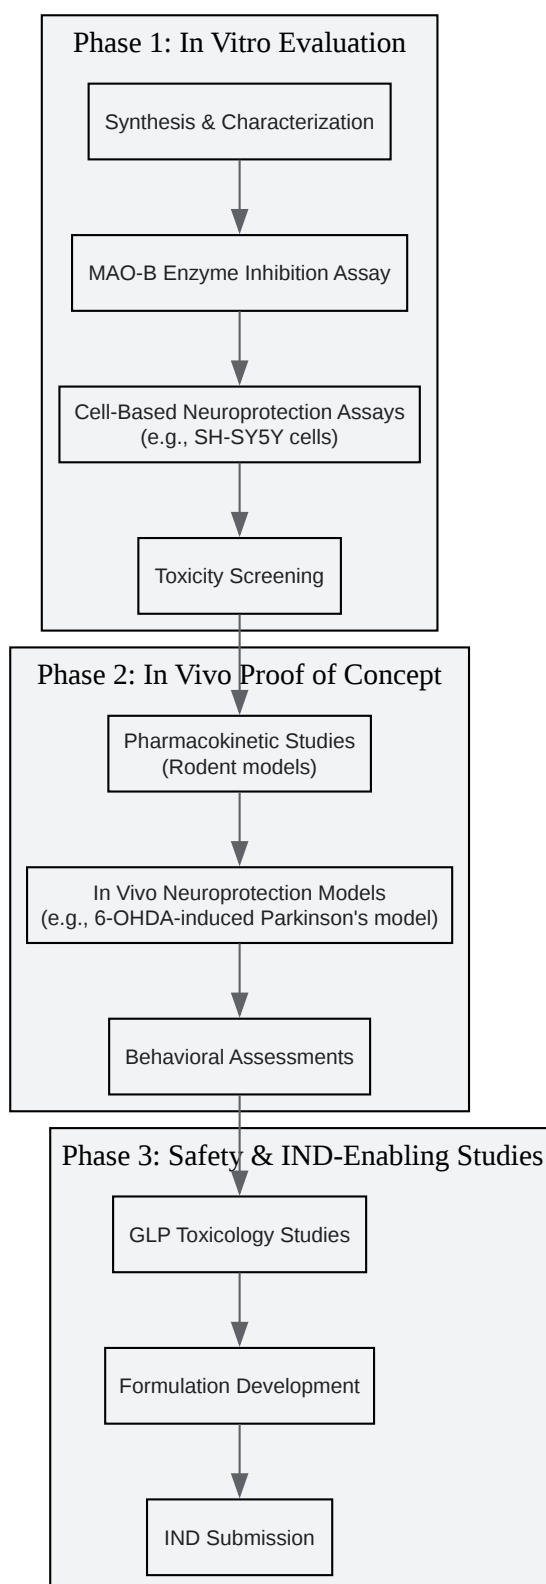 Phase 1: In Vitro Evaluation
Synthesis & Characterization
MAO-B Enzyme Inhibition Assay
Cell-Based Neuroprotection Assays
(e.g., SH-SY5Y cells)
Toxicity Screening
Phase 2: In Vivo Proof of Concept
Pharmacokinetic Studies
(Rodent models)
In Vivo Neuroprotection Models
(e.g., 6-OHDA-induced Parkinson's model)
Behavioral Assessments
Phase 3: Safety & IND-Enabling Studies
GLP Toxicology Studies
Formulation Development
IND Submission